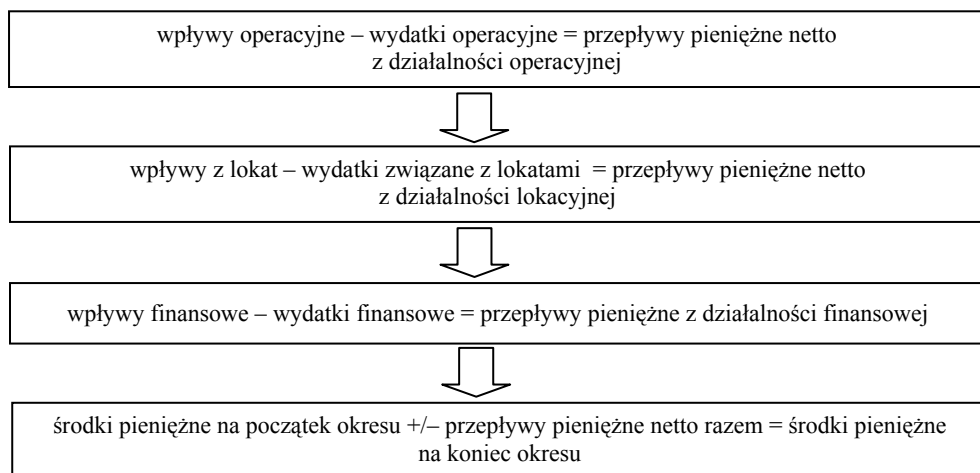 wpływy operacyjne – wydatki operacyjne = przepływy pieniężne netto
z działalności operacyjnej
wpływy z lokat – wydatki związane z lokatami = przepływy pieniężne netto
z działalności lokacyjnej
wpływy finansowe – wydatki finansowe = przepływy pieniężne z działalności finansowej
środki pieniężne na początek okresu +/– przepływy pieniężne netto razem = środki pieniężne
na koniec okresu